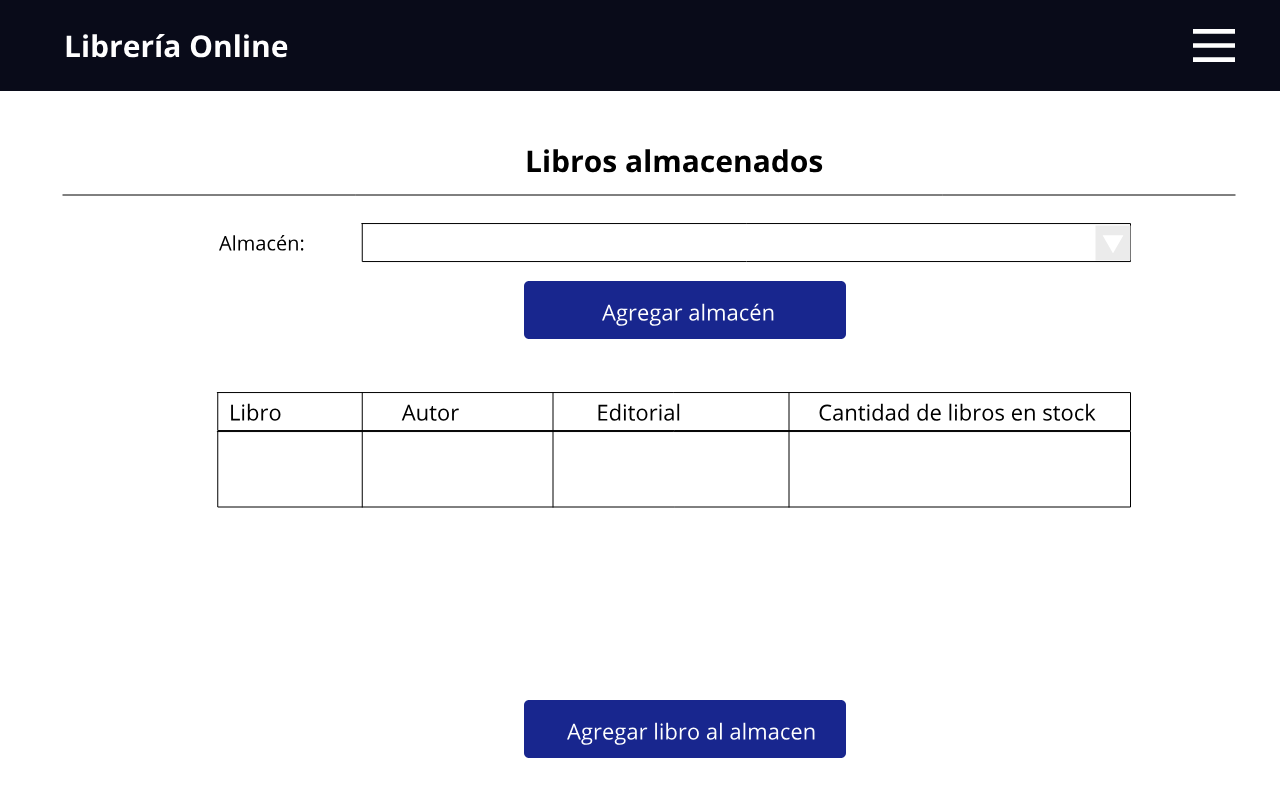 Librería Online
Libros almacenados
Almacén:
Agregar almacén
Libro Autor Editorial Cantidad de libros en stock
Agregar libro al almacen